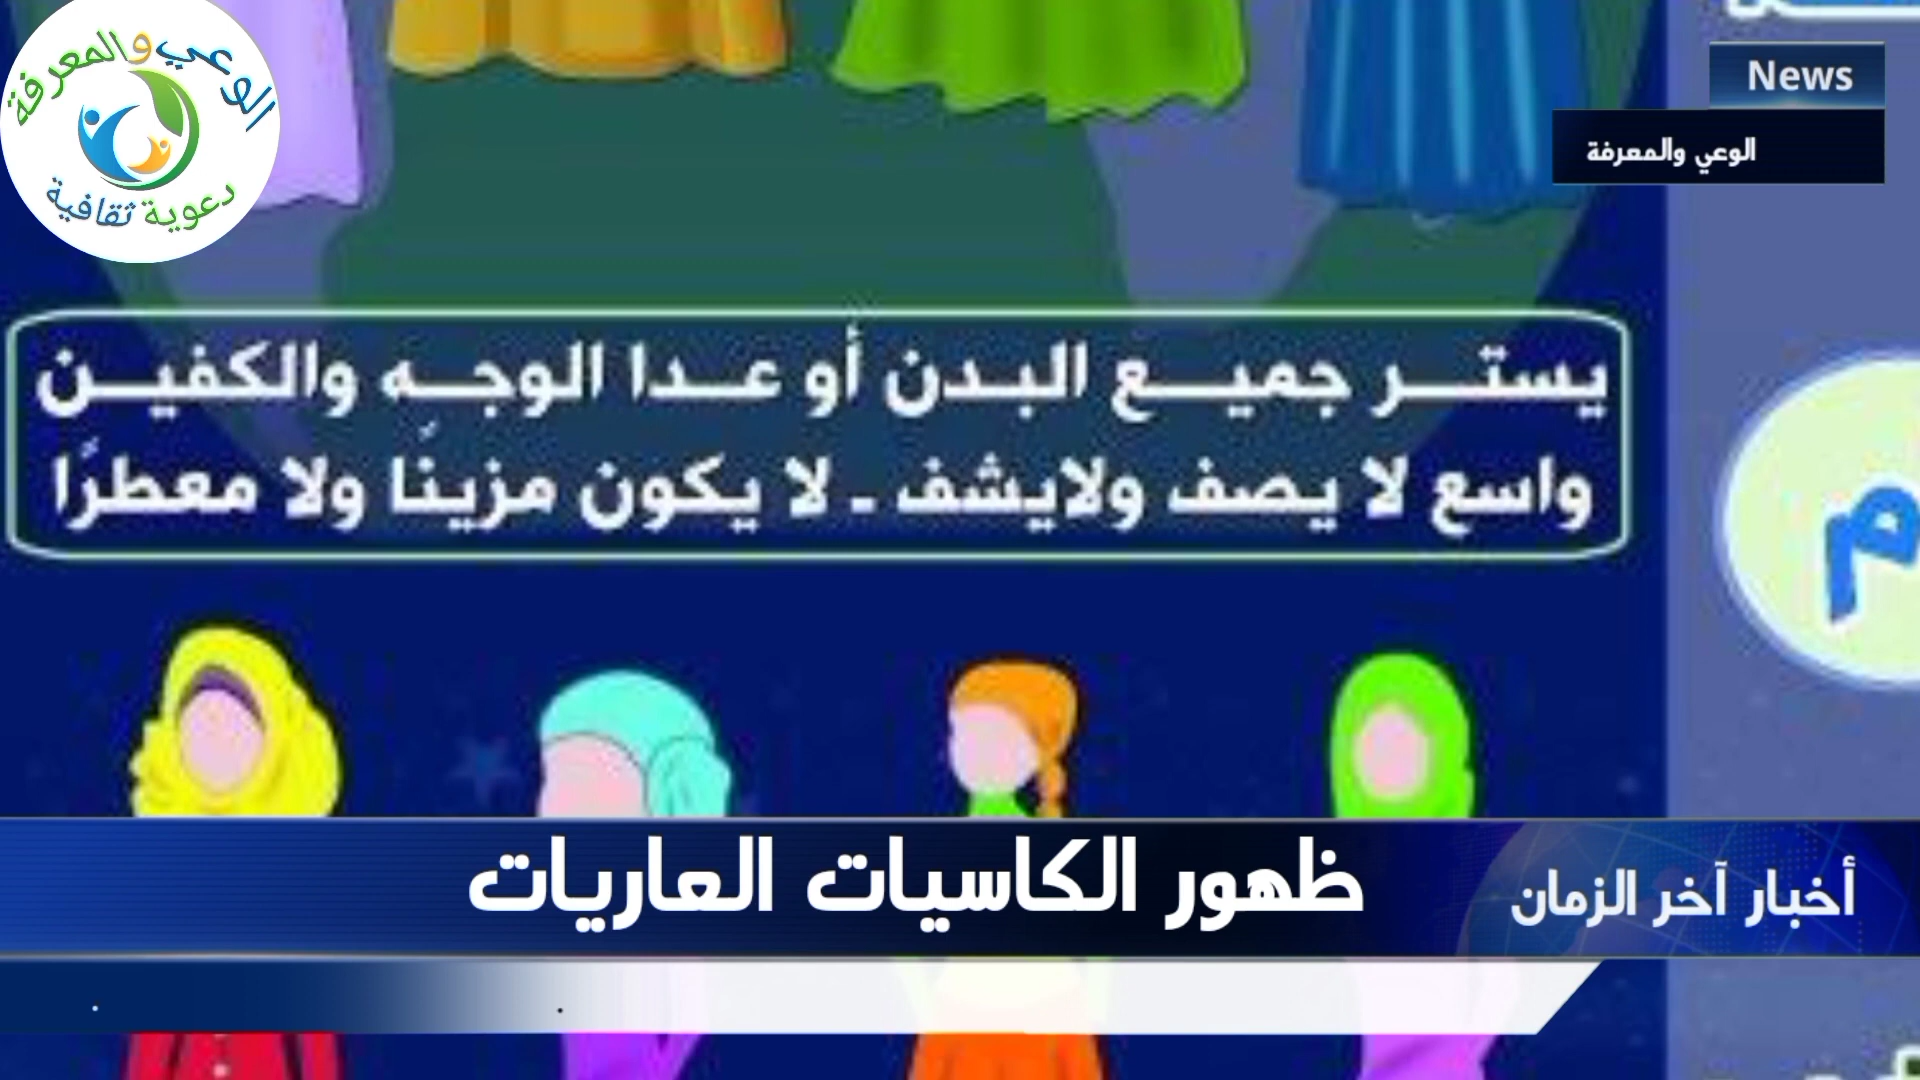 الوعي والمعرفة
دعوية ثقافية
News
الوعي والمعرفة
يستر جميع البدن أو عدا الوجه والكفين
واسع لا يصف ولايشف - لا يكون مزينًا ولا معطرًا
م
أخبار آخر الزمان
ظهور الكاسيات العاريات